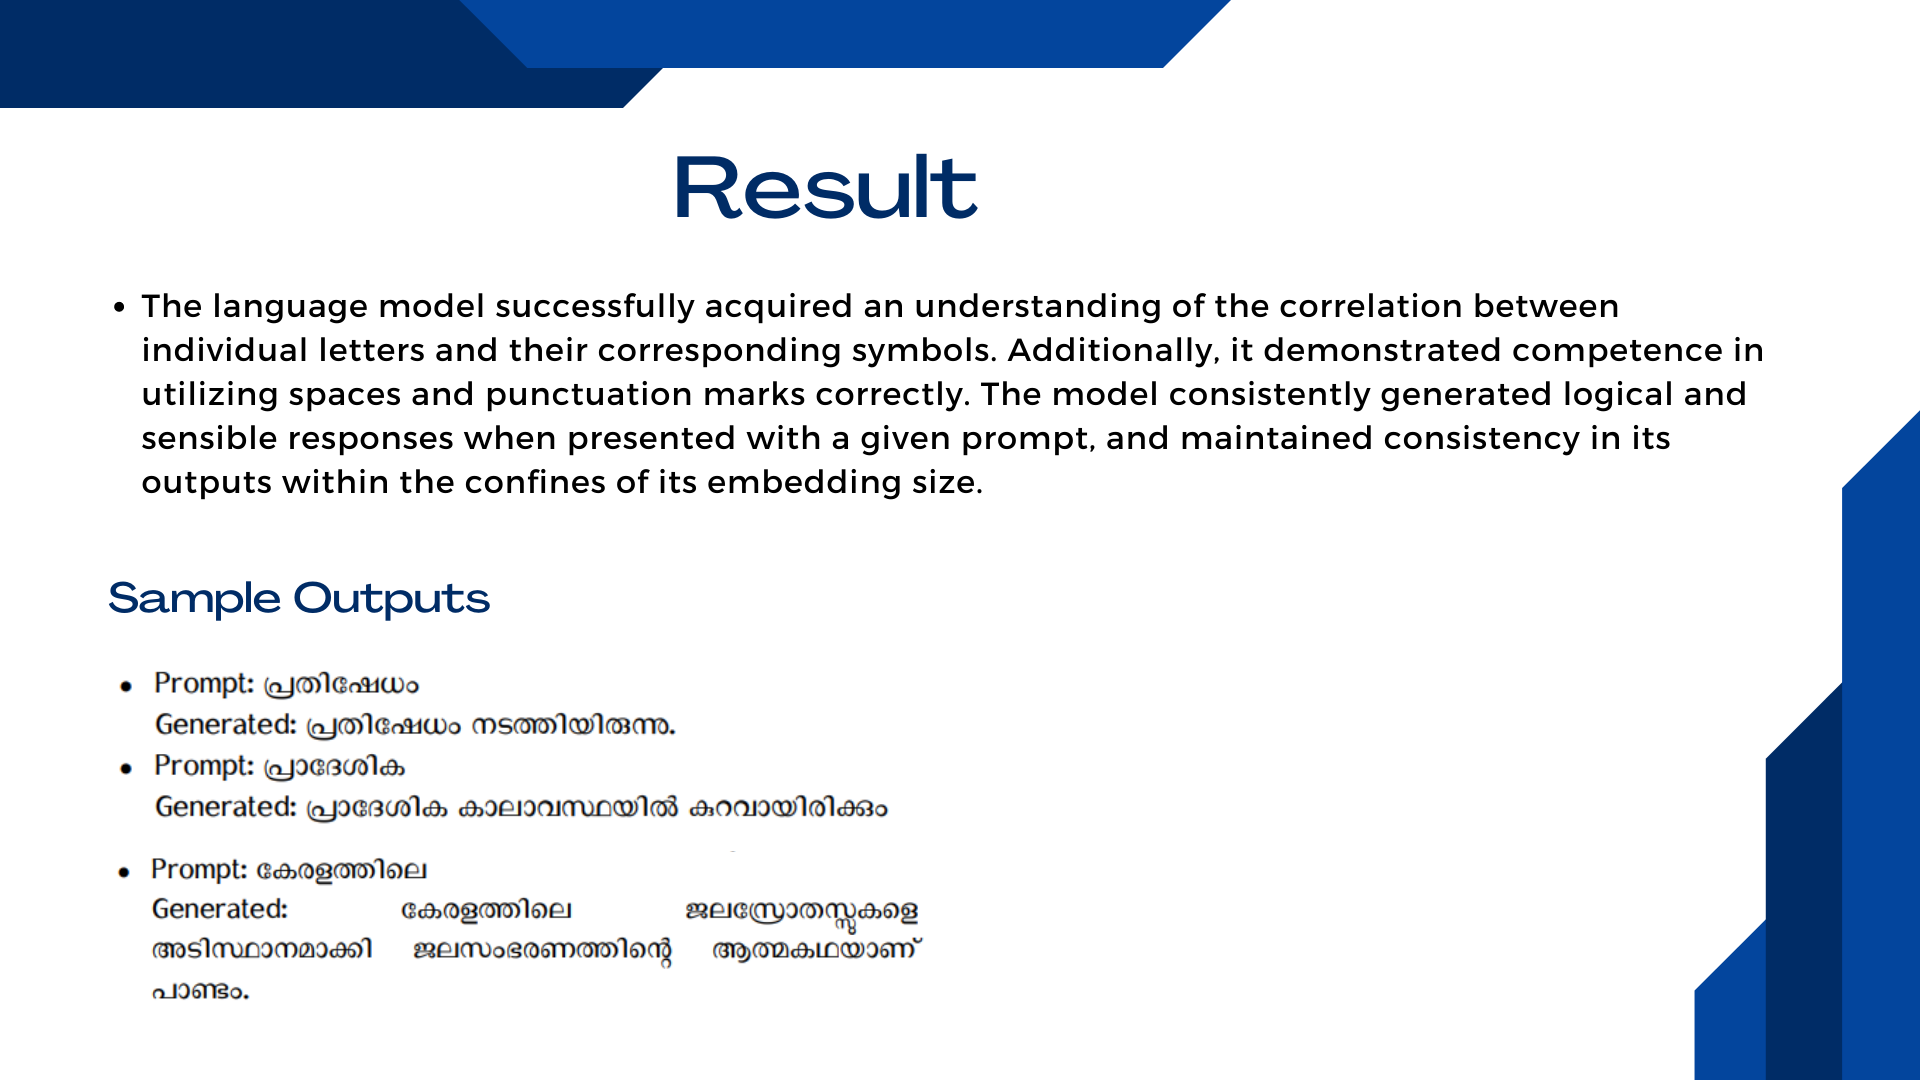 Result
• The language model successfully acquired an understanding of the correlation between
individual letters and their corresponding symbols. Additionally, it demonstrated competence in
utilizing spaces and punctuation marks correctly. The model consistently generated logical and
sensible responses when presented with a given prompt, and maintained consistency in its
outputs within the confines of its embedding size.
Sample Outputs
• Prompt: പ്രതിഷേധം
Generated: പ്രതിഷേധം നടത്തിയിരുന്നു.
• Prompt: പ്രാദേശിക
Generated: പ്രാദേശിക കാലാവസ്ഥയിൽ കുറവായിരിക്കും
• Prompt: കേരളത്തിലെ
Generated: കേരളത്തിലെ ജലസ്രോതസ്സുകളെ
അടിസ്ഥാനമാക്കി ജലസംഭരണത്തിന്റെ ആത്മകഥയാണ്
പാണ്ടം.